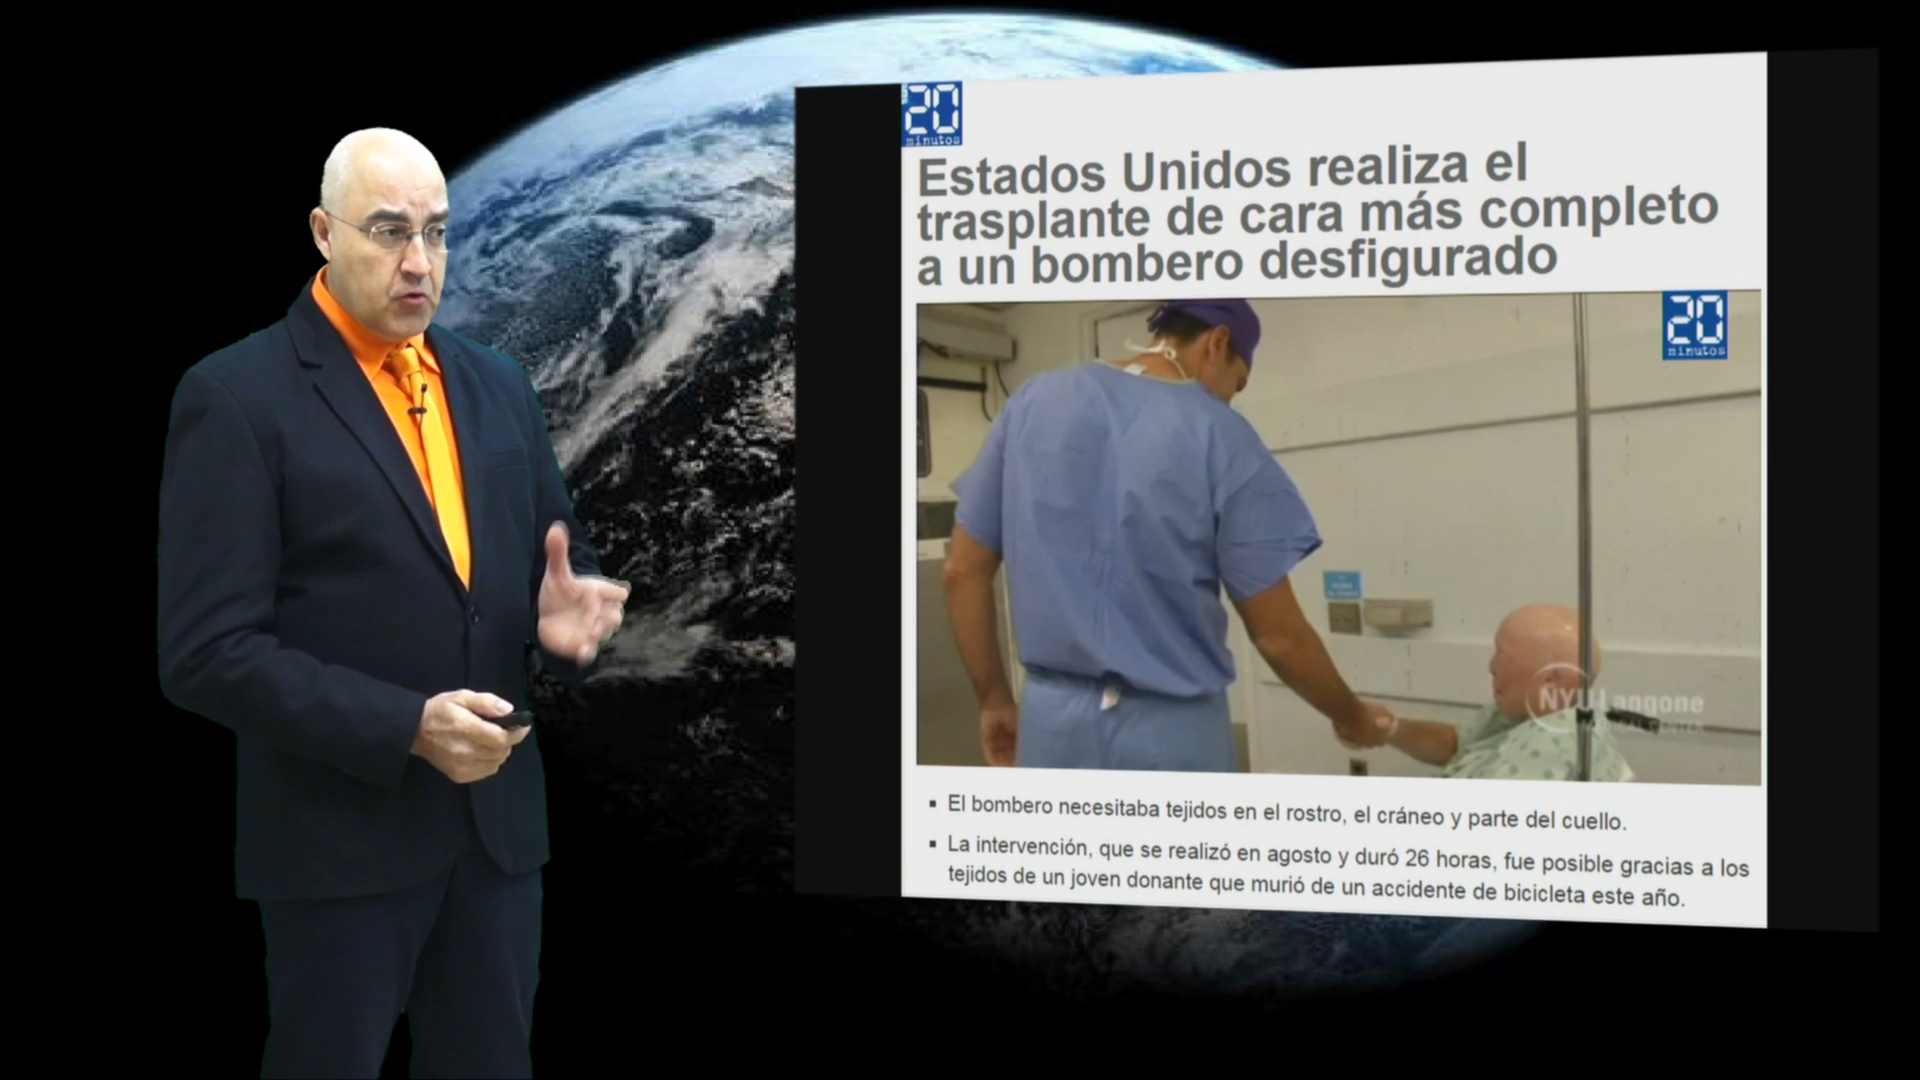 20
minutos
Estados Unidos realiza el
trasplante de cara más completo
a un bombero desfigurado
20
minutos
NYU Langone
MEDICAL CENTER
▪ El bombero necesitaba tejidos en el rostro, el cráneo y parte del cuello.
▪ La intervención, que se realizó en agosto y duró 26 horas, fue posible gracias a los
tejidos de un joven donante que murió de un accidente de bicicleta este año.